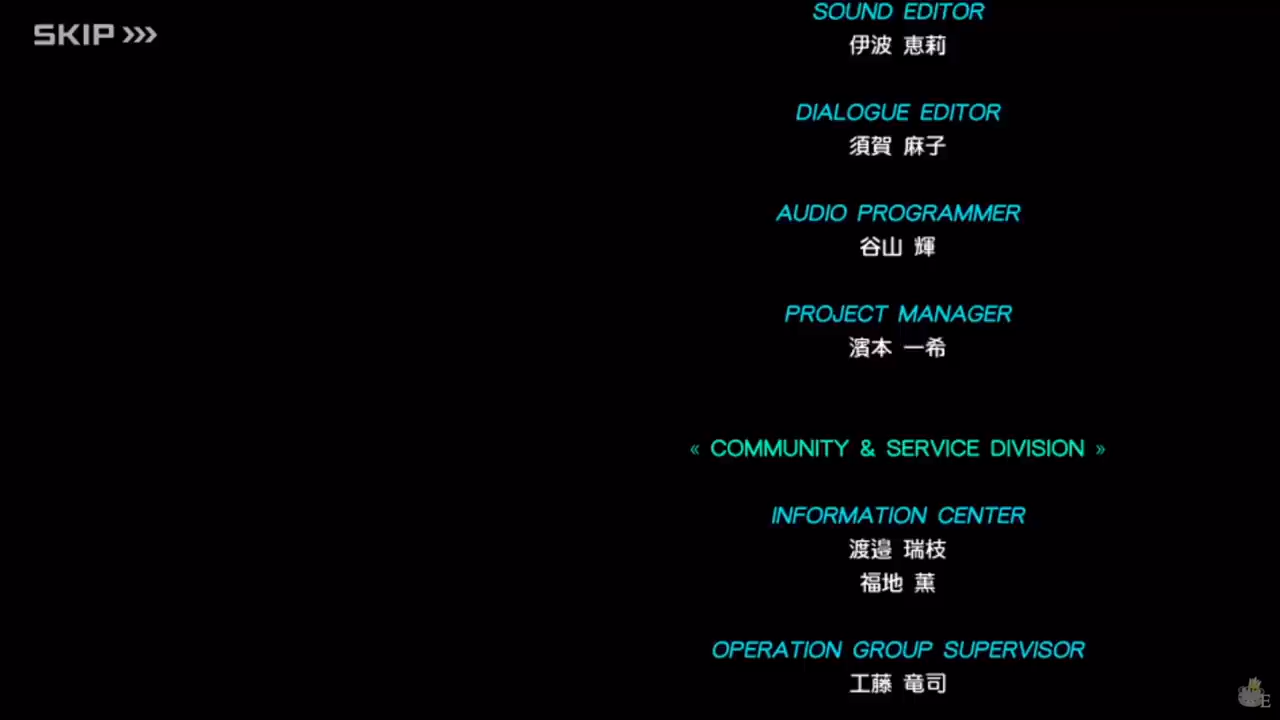 SKIP >>>
SOUND EDITOR
伊波 恵莉
DIALOGUE EDITOR
須賀 麻子
AUDIO PROGRAMMER
谷山 輝
PROJECT MANAGER
濱本 一希
« COMMUNITY & SERVICE DIVISION »
INFORMATION CENTER
渡邉 瑞枝
福地 薫
OPERATION GROUP SUPERVISOR
工藤 竜司
E